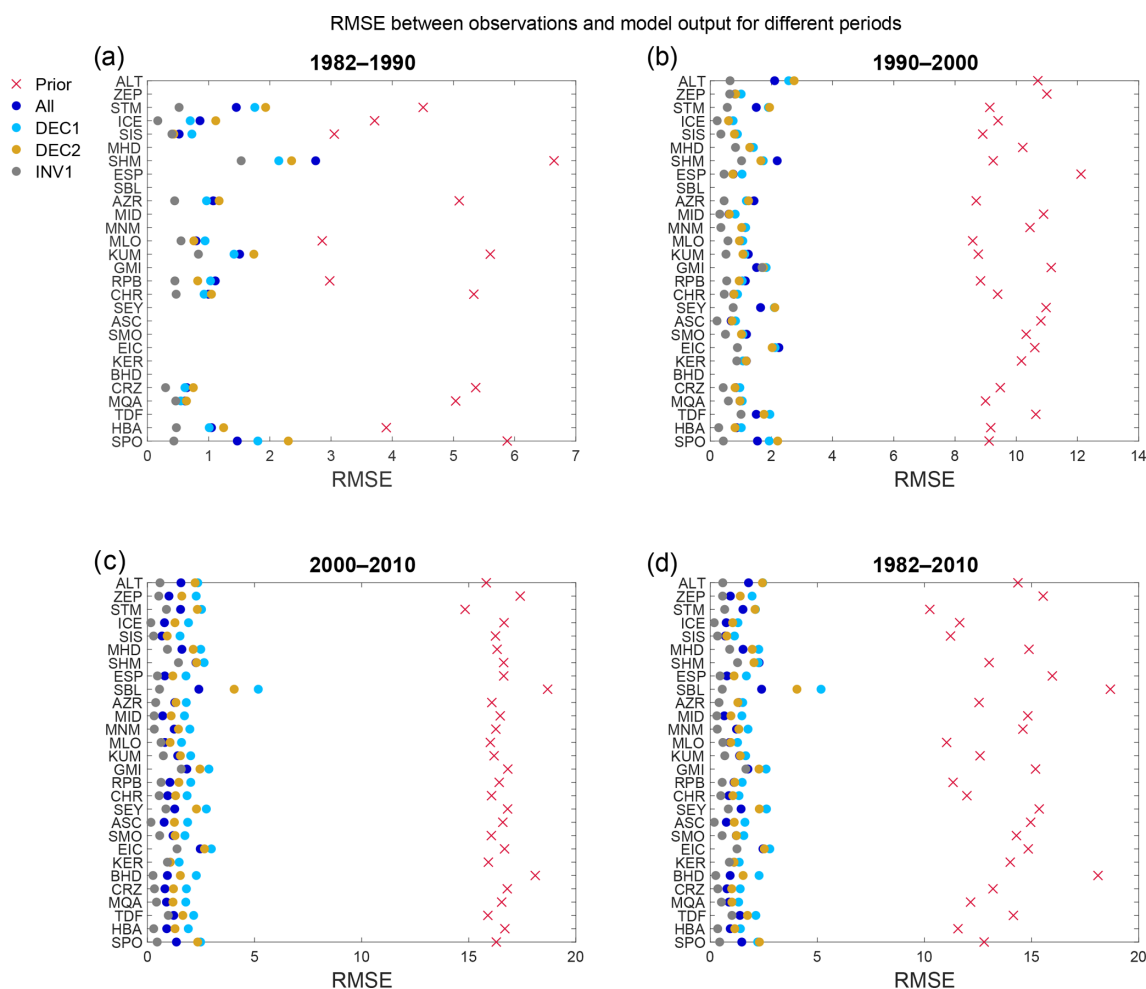 RMSE between observations and model output for different periods
Prior
All
DEC1
DEC2
INV1
(a)
1982–1990
ALT
ZEP
STM
ICE
SIS
MHD
SHM
ESP
SBL
AZR
MID
MNM
MLO
KUM
GMI
RPB
CHR
SEY
ASC
SMO
EIC
KER
BHD
CRZ
MQA
TDF
HBA
SPO
0 1 2 3 4 5 6 7
RMSE
(b)
1990–2000
ALT
ZEP
STM
ICE
SIS
MHD
SHM
ESP
SBL
AZR
MID
MNM
MLO
KUM
GMI
RPB
CHR
SEY
ASC
SMO
EIC
KER
BHD
CRZ
MQA
TDF
HBA
SPO
0 2 4 6 8 10 12 14
RMSE
(c)
2000–2010
ALT
ZEP
STM
ICE
SIS
MHD
SHM
ESP
SBL
AZR
MID
MNM
MLO
KUM
GMI
RPB
CHR
SEY
ASC
SMO
EIC
KER
BHD
CRZ
MQA
TDF
HBA
SPO
0 5 10 15 20
RMSE
(d)
1982–2010
ALT
ZEP
STM
ICE
SIS
MHD
SHM
ESP
SBL
AZR
MID
MNM
MLO
KUM
GMI
RPB
CHR
SEY
ASC
SMO
EIC
KER
BHD
CRZ
MQA
TDF
HBA
SPO
0 5 10 15 20
RMSE